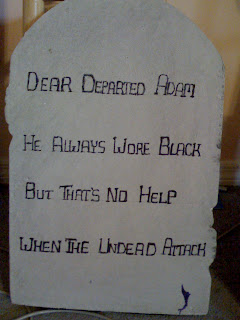 Dear Departed Adam
He Always Wore Black
But That's No Help
When The Undead Attack